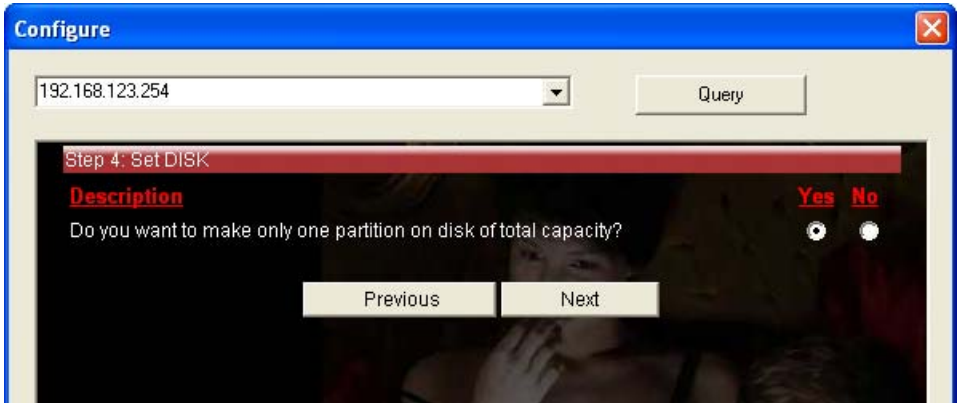 Configure
192.168.123.254 Query
Step 4: Set DISK
Description Yes No
Do you want to make only one partition on disk of total capacity?
Previous Next